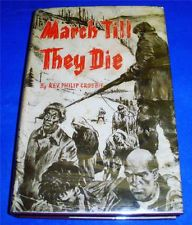 March Till
They Die
By REV. PHILIP CROSBIE